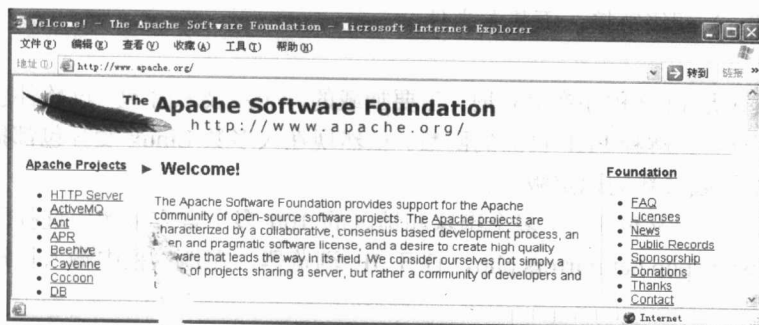 Welcome! - The Apache Software Foundation - Microsoft Internet Explorer
文件(F) 编辑(E) 查看(V) 收藏(A) 工具(T) 帮助(H)
地址(D) http://www.apache.org/ 转到 链接 »
The Apache Software Foundation
http://www.apache.org/
Apache Projects
HTTP Server
ActiveMQ
Ant
APR
Beehive
Cayenne
Cocoon
DB
► Welcome!
The Apache Software Foundation provides support for the Apache
community of open-source software projects. The Apache projects are
characterized by a collaborative, consensus based development process, an
and pragmatic software license, and a desire to create high quality
that leads the way in its field. We consider ourselves not simply a
of projects sharing a server, but rather a community of developers and
Foundation
FAQ
Licenses
News
Public Records
Sponsorship
Donations
Thanks
Contact
Internet